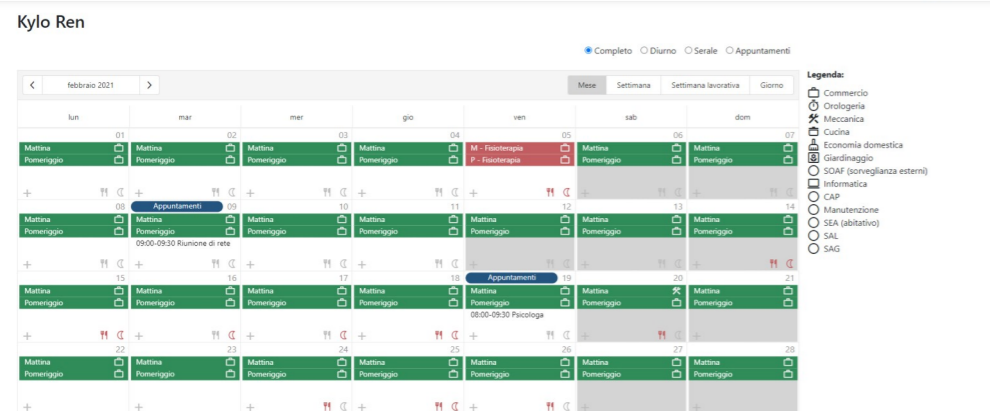 Kylo Ren
Completo Diurno Serale Appuntamenti
febbraio 2021 Mese Settimana Settimana lavorativa Giorno
lun mar mer gio ven sab dom
01 02 03 04 05 06 07
Mattina Mattina Mattina Mattina M - Fisioterapia Mattina Mattina
Pomeriggio Pomeriggio Pomeriggio Pomeriggio P - Fisioterapia Pomeriggio Pomeriggio
08 Appuntamenti 09 10 11 12 13 14
Mattina Mattina Mattina Mattina Mattina Mattina Mattina
Pomeriggio Pomeriggio Pomeriggio Pomeriggio Pomeriggio Pomeriggio Pomeriggio
09:00-09:30 Riunione di rete
15 16 17 18 Appuntamenti 19 20 21
Mattina Mattina Mattina Mattina Mattina Mattina Mattina
Pomeriggio Pomeriggio Pomeriggio Pomeriggio Pomeriggio Pomeriggio Pomeriggio
08:00-09:30 Psicologa
22 23 24 25 26 27 28
Mattina Mattina Mattina Mattina Mattina Mattina Mattina
Pomeriggio Pomeriggio Pomeriggio Pomeriggio Pomeriggio Pomeriggio Pomeriggio
Legenda:
Commercio
Orologeria
Meccanica
Cucina
Economia domestica
Giardinaggio
SOAF (sorveglianza esterni)
Informatica
CAP
Manutenzione
SEA (abitativo)
SAL
SAG